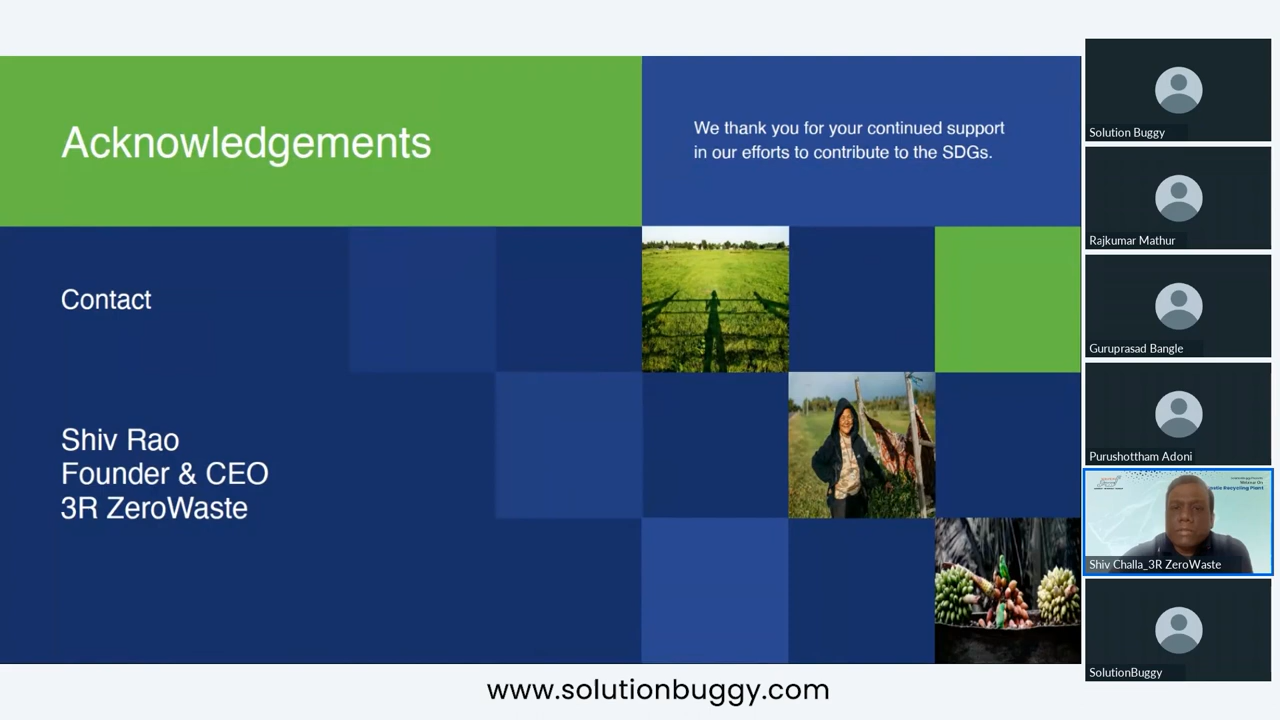 Acknowledgements
We thank you for your continued support
in our efforts to contribute to the SDGs.
Contact
Shiv Rao
Founder & CEO
3R ZeroWaste
Solution Buggy
Rajkumar Mathur
Guruprasad Bangle
Purushottham Adoni
Recycling Plant
Shiv Challa_3R ZeroWaste
SolutionBuggy
www.solutionbuggy.com